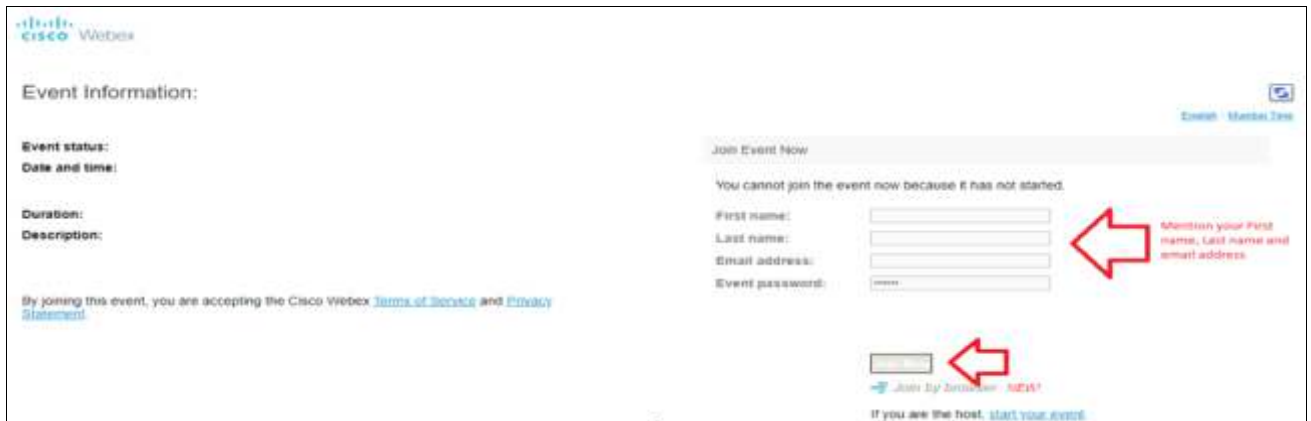 CISCO Webex
Event Information:
English Mumbai Time
Event status:
Date and time:
Duration:
Description:
By joining this event, you are accepting the Cisco Webex Terms of Service and Privacy
Statement.
Join Event Now
You cannot join the event now because it has not started.
First name:
Last name:
Email address:
Event password:
Mention your First
name, Last name and
email address
Join by browser NEW!
If you are the host, start your event.